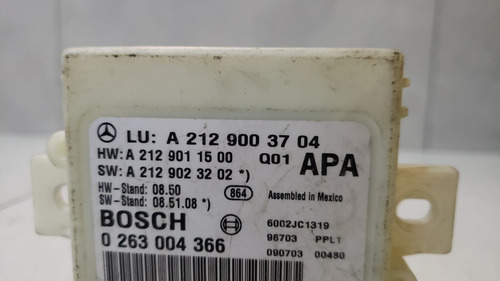 LU: A 212 900 37 04
HW: A 212 901 15 00 Q01 APA
SW: A 212 902 32 02 *)
HW-Stand: 08.50 864 Assembled in Mexico
SW-Stand: 08.51.08 *)
BOSCH 6002JC1319
0 263 004 366 98703 PPL1
090703 00480